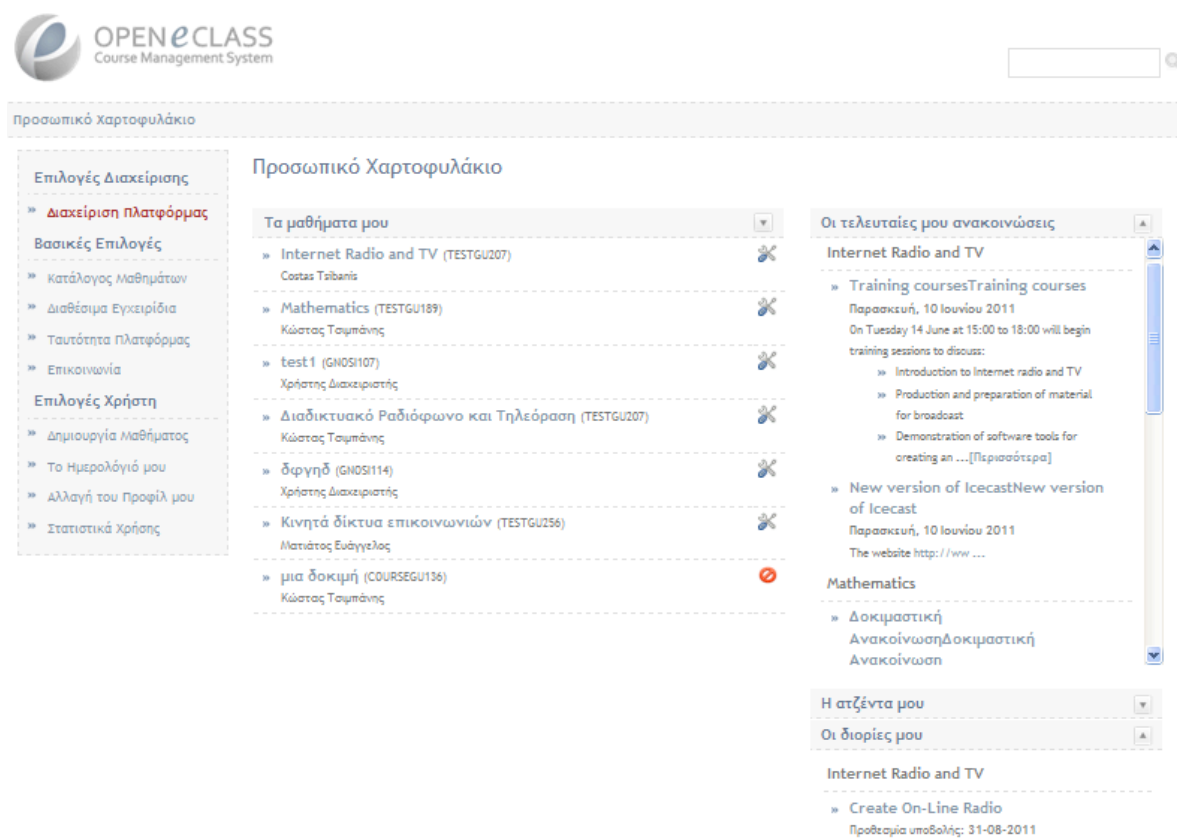 OPEN eCLASS
Course Management System
Προσωπικό Χαρτοφυλάκιο
Επιλογές Διαχείρισης
» Διαχείριση Πλατφόρμας
Βασικές Επιλογές
» Κατάλογος Μαθημάτων
» Διαθέσιμα Εγχειρίδια
» Ταυτότητα Πλατφόρμας
» Επικοινωνία
Επιλογές Χρήστη
» Δημιουργία Μαθήματος
» Το Ημερολόγιό μου
» Αλλαγή του Προφίλ μου
» Στατιστικά Χρήσης
Προσωπικό Χαρτοφυλάκιο
Τα μαθήματα μου
» Internet Radio and TV (TESTGU207)
Costas Tsibanis
» Mathematics (TESTGU189)
Κώστας Τσιμπάνης
» test1 (GNOSI107)
Χρήστης Διαχειριστής
» Διαδικτυακό Ραδιόφωνο και Τηλεόραση (TESTGU207)
Κώστας Τσιμπάνης
» δφγηδ (GNOSI114)
Χρήστης Διαχειριστής
» Κινητά δίκτυα επικοινωνιών (TESTGU256)
Ματιάτος Ευάγγελος
» μια δοκιμή (COURSEGU136)
Κώστας Τσιμπάνης
Οι τελευταίες μου ανακοινώσεις
Internet Radio and TV
» Training coursesTraining courses
Παρασκευή, 10 Ιουνίου 2011
On Tuesday 14 June at 15:00 to 18:00 will begin
training sessions to discuss:
» Introduction to Internet radio and TV
» Production and preparation of material
for broadcast
» Demonstration of software tools for
creating an ...[Περισσότερα]
» New version of IcecastNew version
of Icecast
Παρασκευή, 10 Ιουνίου 2011
The website http://ww ...
Mathematics
» Δοκιμαστική
ΑνακοίνωσηΔοκιμαστική
Ανακοίνωση
Η ατζέντα μου
Οι διορίες μου
Internet Radio and TV
» Create On-Line Radio
Προθεσμία υποβολής: 31-08-2011